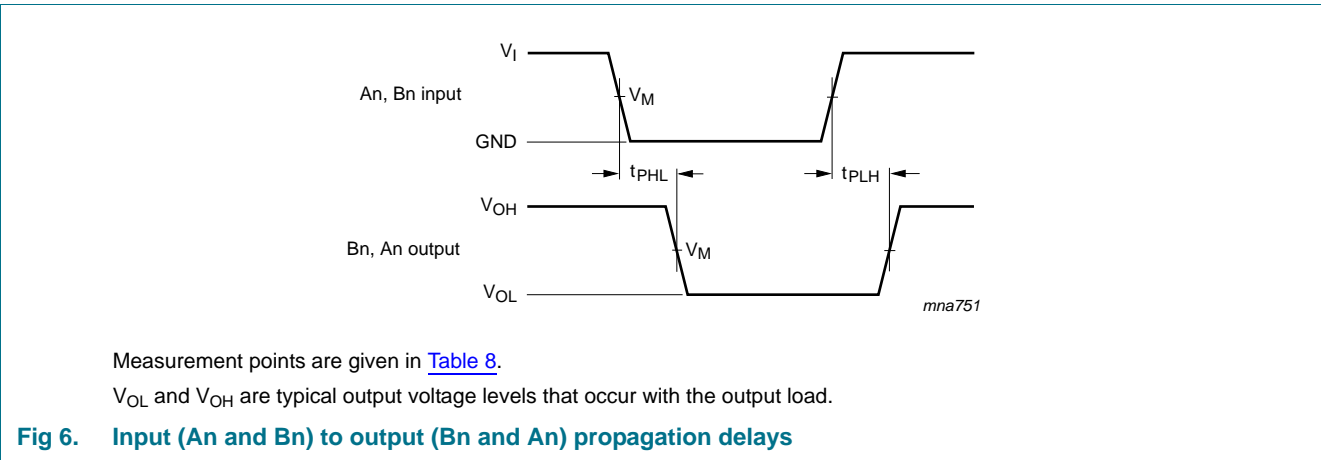 VI
An, Bn input
VM
GND
tPHL
tPLH
VOH
Bn, An output
VM
VOL
mna751
Measurement points are given in Table 8.
VOL and VOH are typical output voltage levels that occur with the output load.
Fig 6. Input (An and Bn) to output (Bn and An) propagation delays